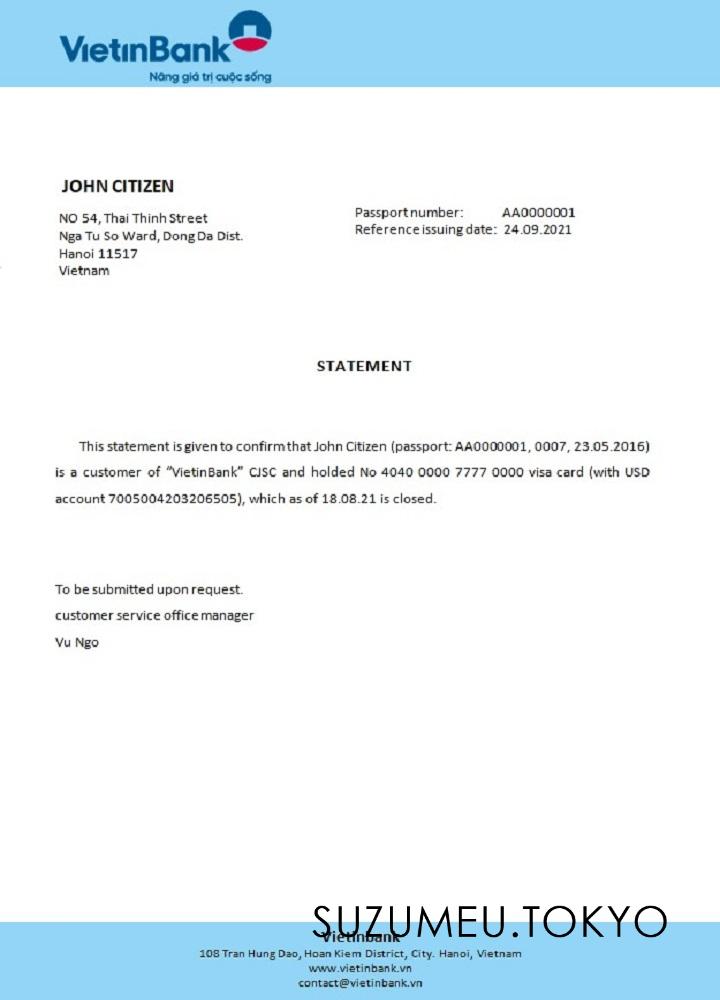 VietinBank
Nâng giá trị cuộc sống
JOHN CITIZEN
NO 54, Thai Thinh Street
Nga Tu So Ward, Dong Da Dist.
Hanoi 11517
Vietnam
Passport number: AA0000001
Reference issuing date: 24.09.2021
STATEMENT
This statement is given to confirm that John Citizen (passport: AA0000001, 0007, 23.05.2016)
is a customer of "VietinBank" CJSC and holded No 4040 0000 7777 0000 visa card (with USD
account 7005004203206505), which as of 18.08.21 is closed.
To be submitted upon request.
customer service office manager
Vu Ngo
SUZUMEU.TOKYO
Vietinbank
108 Tran Hung Dao, Hoan Kiem District, City. Hanoi, Vietnam
www.vietinbank.vn
contact@vietinbank.vn